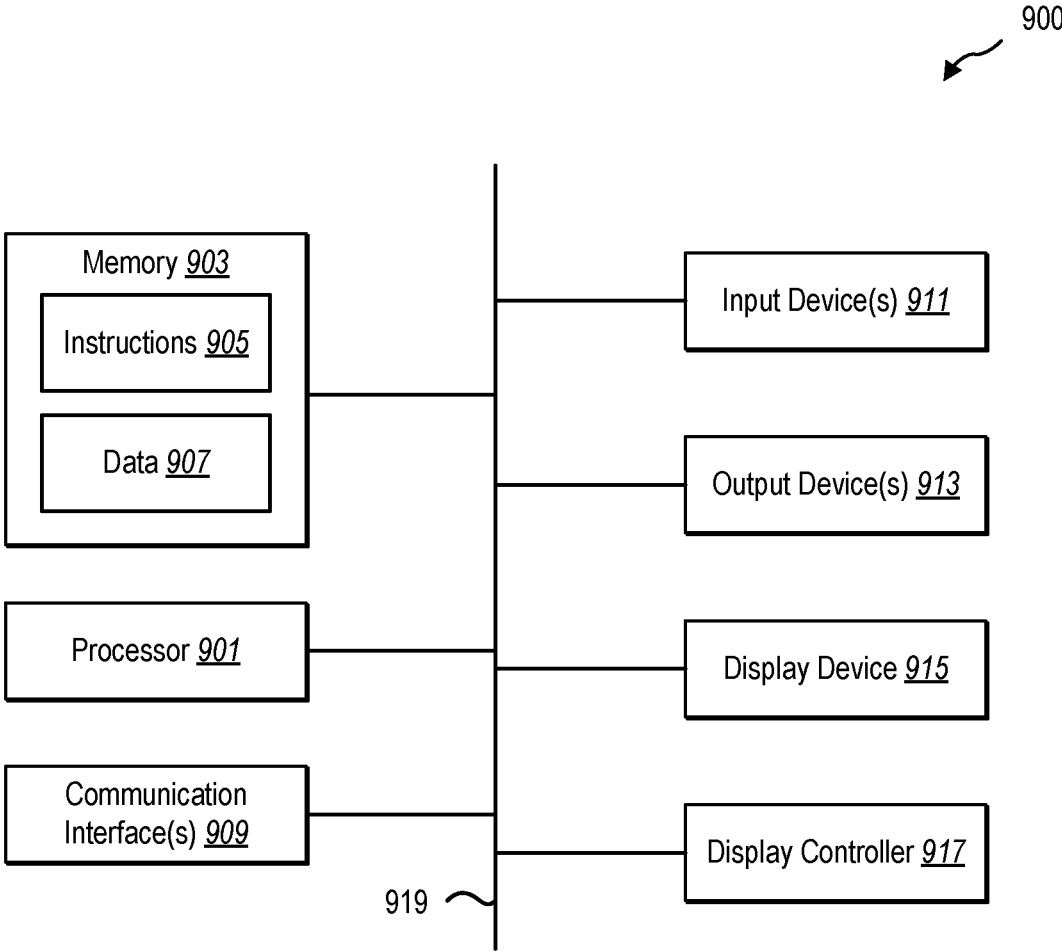 900
Memory 903
Instructions 905
Data 907
Processor 901
Communication
Interface(s) 909
Input Device(s) 911
Output Device(s) 913
Display Device 915
Display Controller 917
919